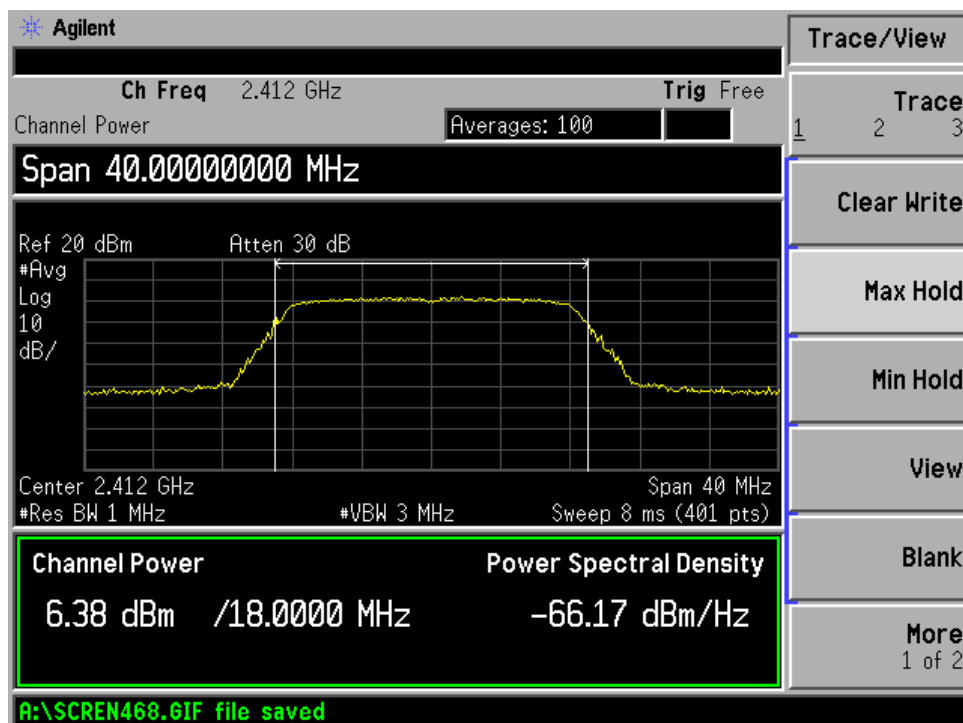 Agilent
Trace/View
Ch Freq 2.412 GHz Trig Free
Channel Power Averages: 100
Trace
1 2 3
Span 40.00000000 MHz
Clear Write
Ref 20 dBm Atten 30 dB
#Avg
Log
10
dB/
Max Hold
Min Hold
Center 2.412 GHz Span 40 MHz
#Res BW 1 MHz #VBW 3 MHz Sweep 8 ms (401 pts)
View
Channel Power Power Spectral Density
6.38 dBm /18.0000 MHz -66.17 dBm/Hz
Blank
More
1 of 2
A:\SCREN468.GIF file saved